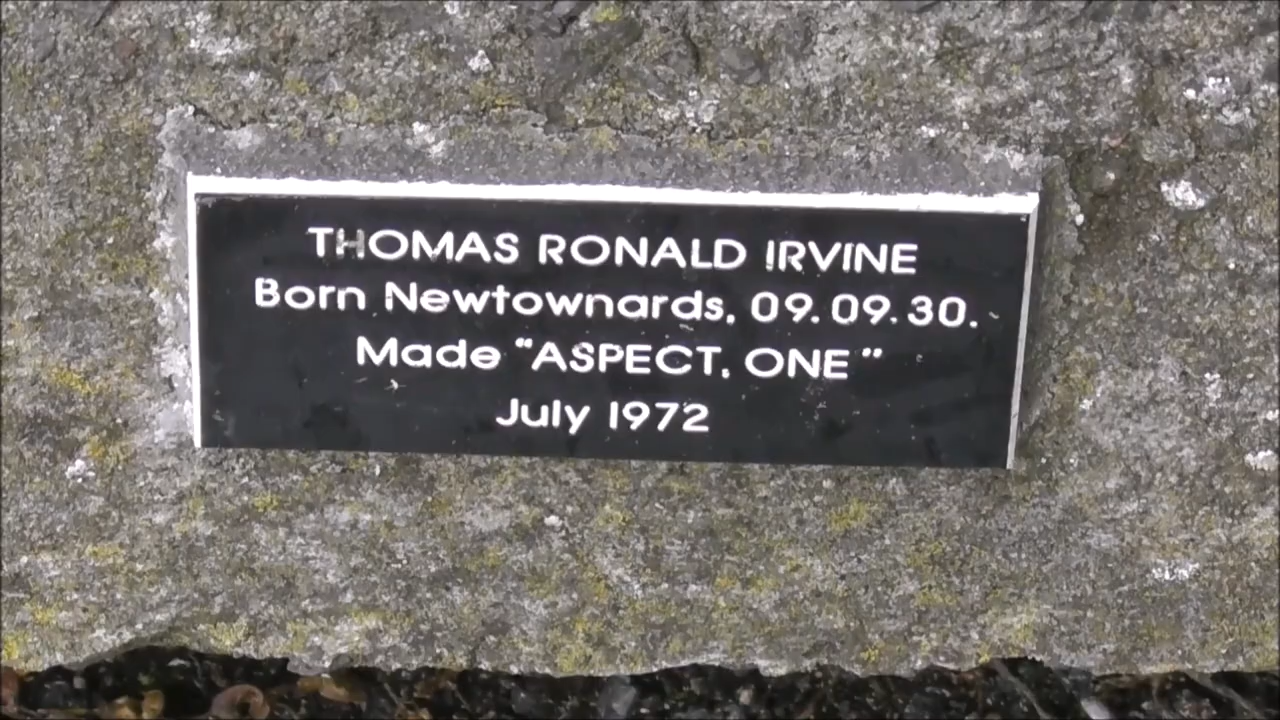 THOMAS RONALD IRVINE
Born Newtownards, 09.09.30.
Made "ASPECT, ONE"
July 1972